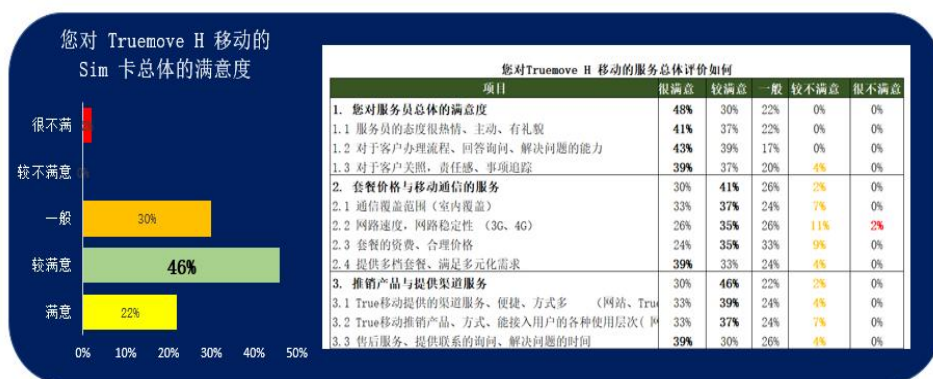 您对 Truemove H 移动的
Sim 卡总体的满意度
很不满
较不满意 0%
一般 30%
较满意 46%
满意 22%
0% 10% 20% 30% 40% 50%
您对Truemove H 移动的服务总体评价如何
项目 很满意 较满意 一般 较不满意 很不满意
1. 您对服务员总体的满意度 48% 30% 22% 0% 0%
1.1 服务员的态度很热情、主动、有礼貌 41% 37% 22% 0% 0%
1.2 对于客户办理流程、回答询问、解决问题的能力 43% 39% 17% 0% 0%
1.3 对于客户关照，责任感、事项追踪 39% 37% 20% 4% 0%
2. 套餐价格与移动通信的服务 30% 41% 26% 2% 0%
2.1 通信覆盖范围（室内覆盖） 33% 37% 24% 7% 0%
2.2 网路速度，网路稳定性 （3G、4G） 26% 35% 26% 11% 2%
2.3 套餐的资费、合理价格 24% 35% 33% 9% 0%
2.4 提供多档套餐、满足多元化需求 39% 33% 24% 4% 0%
3. 推销产品与提供渠道服务 30% 46% 22% 2% 0%
3.1 True移动提供的渠道服务、便捷、方式多 （网站、True 33% 39% 24% 4% 0%
3.2 True移动推销产品、方式、能接入用户的各种使用层次( 33% 37% 24% 7% 0%
3.3 售后服务、提供联系的询问、解决问题的时间 39% 30% 26% 4% 0%